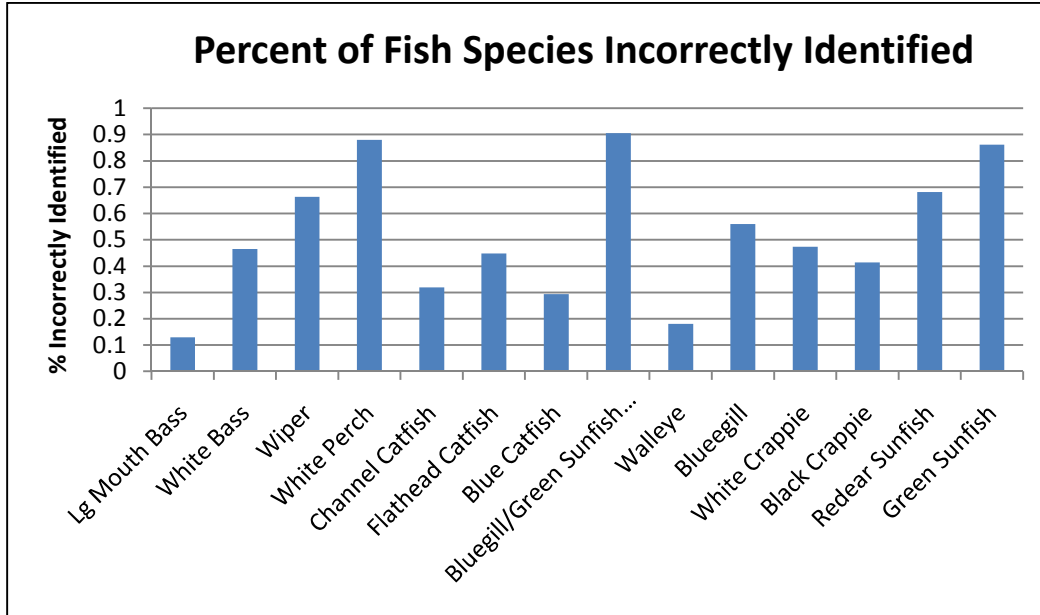 Percent of Fish Species Incorrectly Identified
% Incorrectly Identified
1
0.9
0.8
0.7
0.6
0.5
0.4
0.3
0.2
0.1
0
Lg Mouth Bass
White Bass
Wiper
White Perch
Channel Catfish
Flathead Catfish
Blue Catfish
Bluegill/Green Sunfish...
Walleye
Blueegill
White Crappie
Black Crappie
Redear Sunfish
Green Sunfish